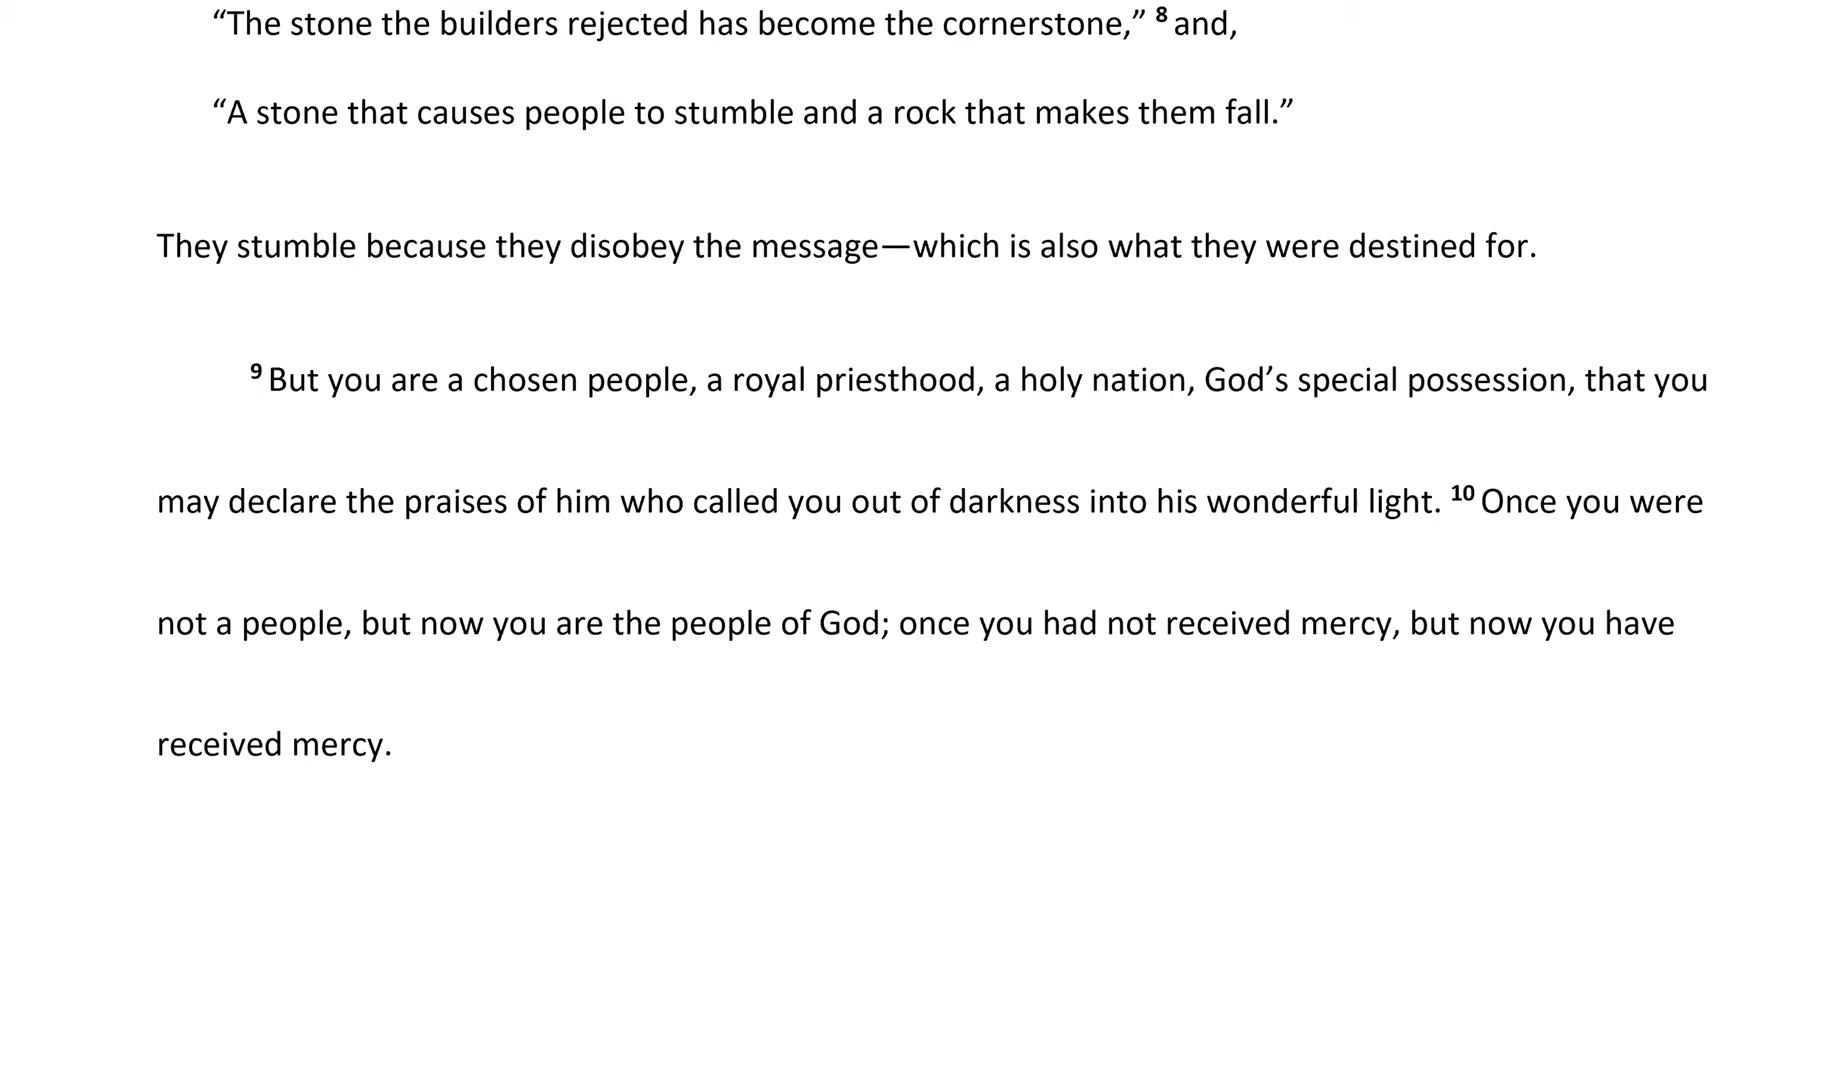 “The stone the builders rejected has become the cornerstone,” ⁸ and,
“A stone that causes people to stumble and a rock that makes them fall.”
They stumble because they disobey the message—which is also what they were destined for.
⁹ But you are a chosen people, a royal priesthood, a holy nation, God’s special possession, that you
may declare the praises of him who called you out of darkness into his wonderful light. ¹⁰ Once you were
not a people, but now you are the people of God; once you had not received mercy, but now you have
received mercy.